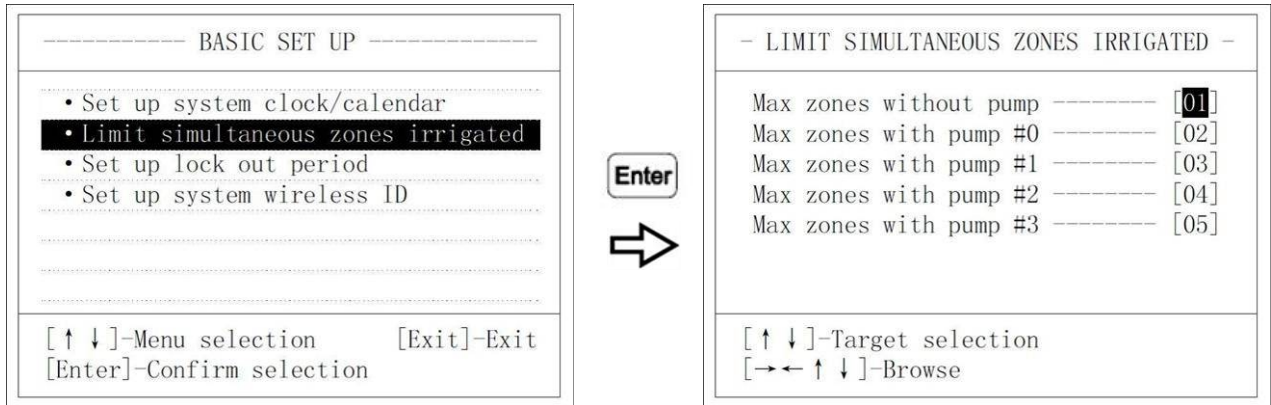 ----------- BASIC SET UP -------------
• Set up system clock/calendar
• Limit simultaneous zones irrigated
• Set up lock out period
• Set up system wireless ID
[↑ ↓]-Menu selection [Exit]-Exit
[Enter]-Confirm selection
Enter
- LIMIT SIMULTANEOUS ZONES IRRIGATED -
Max zones without pump -------- [01]
Max zones with pump #0 -------- [02]
Max zones with pump #1 -------- [03]
Max zones with pump #2 -------- [04]
Max zones with pump #3 -------- [05]
[↑ ↓]-Target selection
[→← ↑ ↓]-Browse